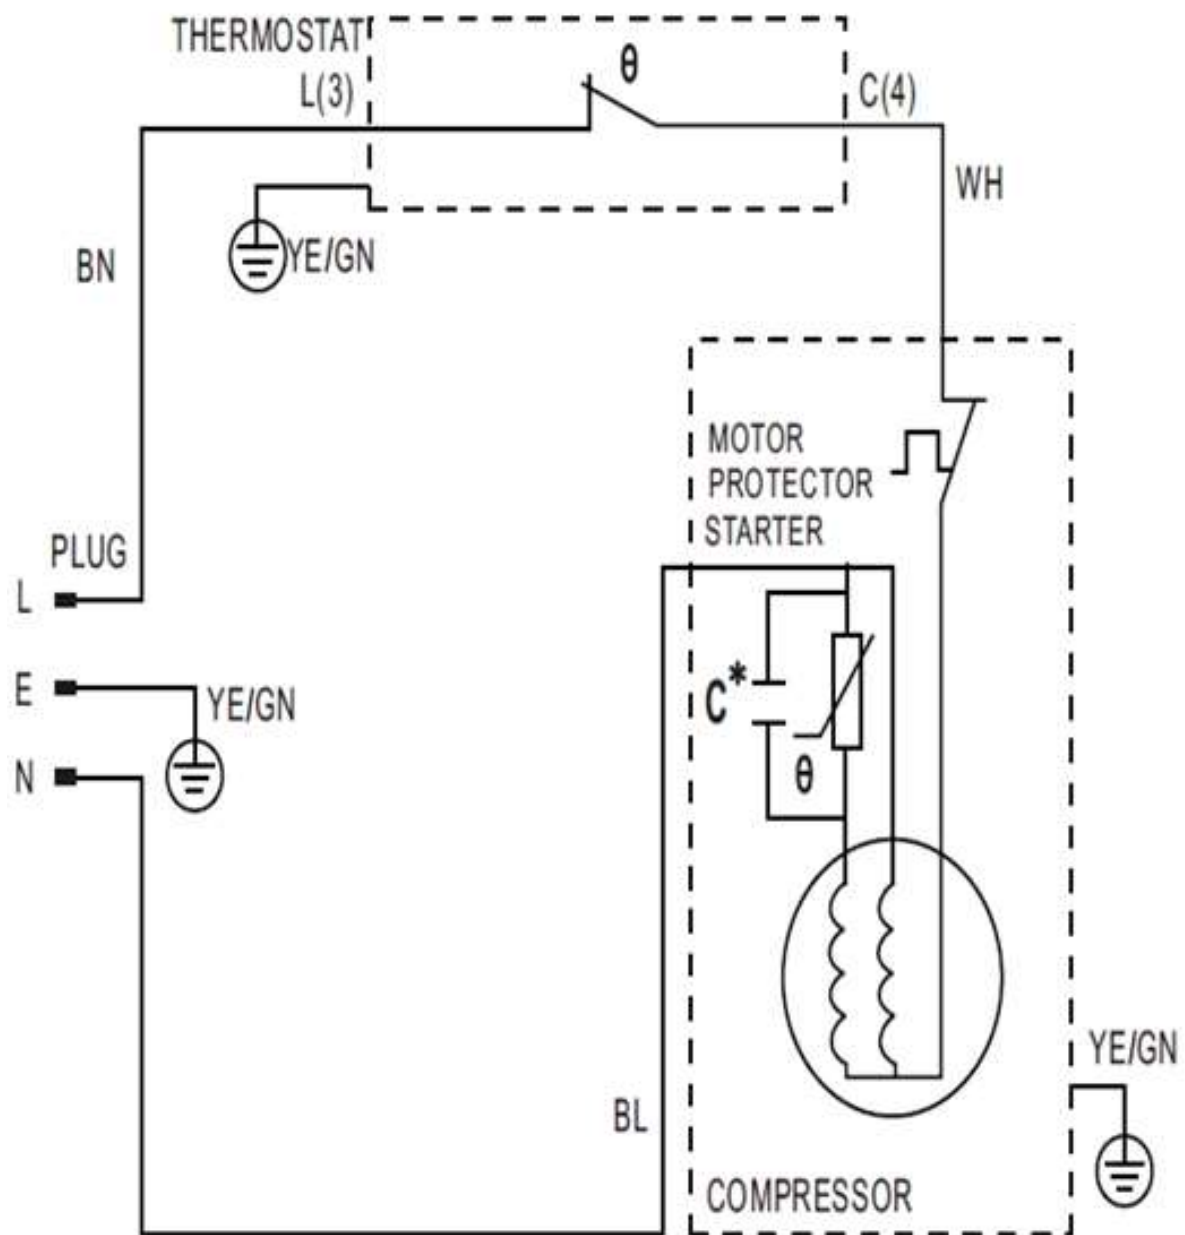 THERMOSTAT
θ
L(3)
C(4)
WH
YE/GN
BN
MOTOR
PROTECTOR
STARTER
PLUG
L
E
YE/GN
C*
N
θ
YE/GN
BL
COMPRESSOR